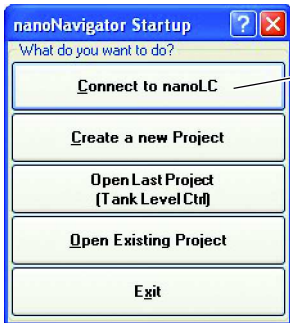 nanoNavigator Startup
What do you want to do?
Connect to nanoLC
Create a new Project
Open Last Project
(Tank Level Ctrl)
Open Existing Project
Exit